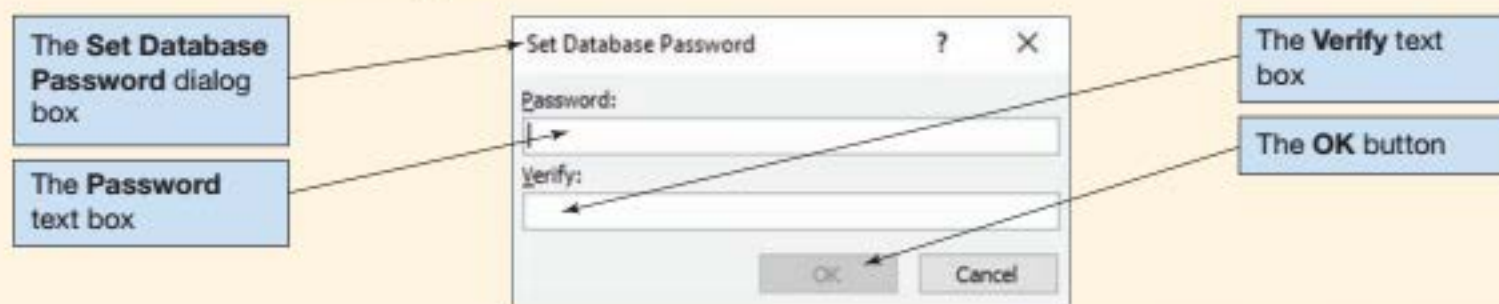 The Set Database
Password dialog
box
The Password
text box
Set Database Password ? ×
Password:
Verify:
OK
Cancel
The Verify text
box
The OK button